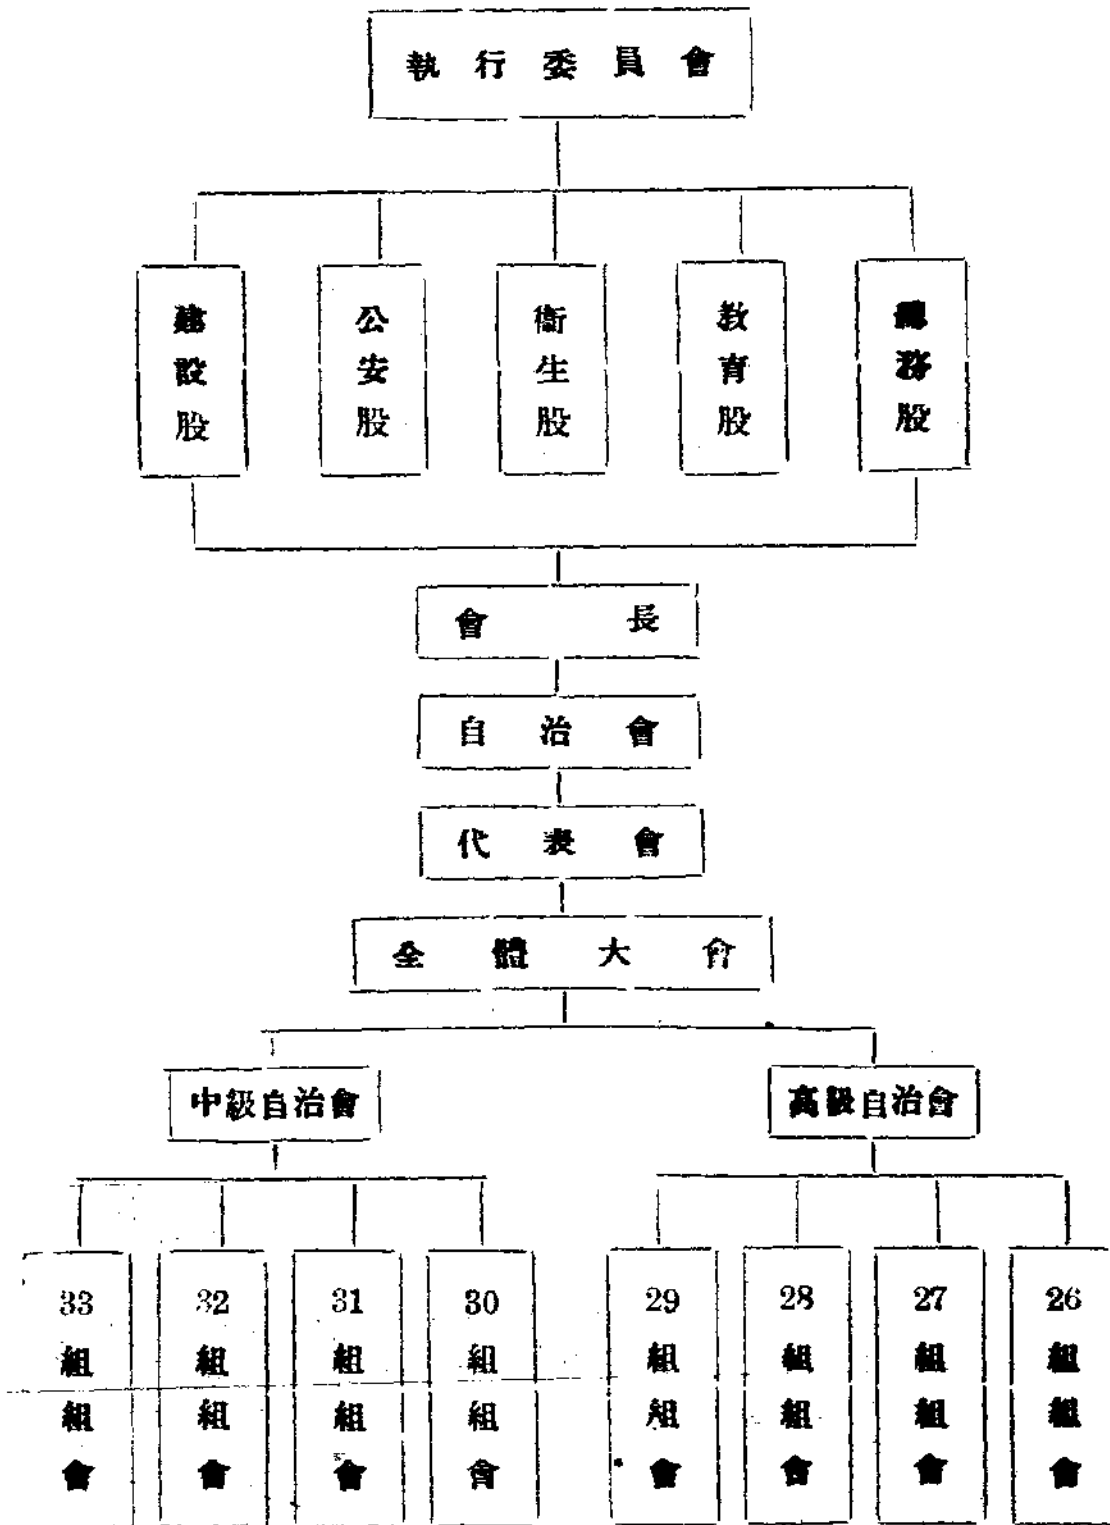 執行委員會
總務股
教育股
衞生股
公安股
建設股
會長
自治會
代表會
全體大會
高級自治會
中級自治會
26組組會
27組組會
28組組會
29組組會
30組組會
31組組會
32組組會
33組組會